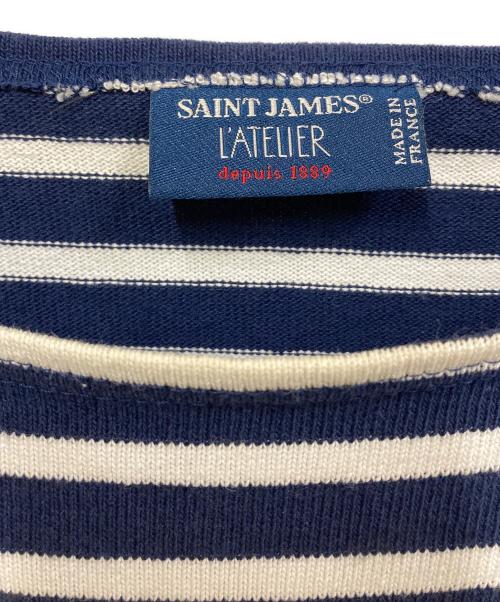 SAINT JAMES®
L'ATELIER
depuis 1889
MADE IN
FRANCE